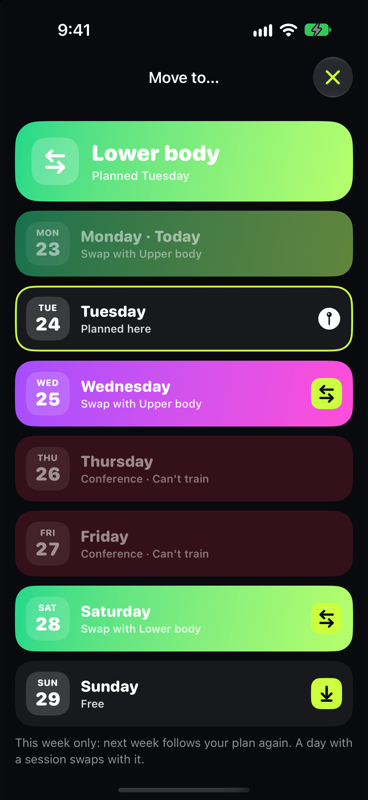 9:41
Move to...
Lower body
Planned Tuesday
MON
23
Monday · Today
Swap with Upper body
TUE
24
Tuesday
Planned here
WED
25
Wednesday
Swap with Upper body
THU
26
Thursday
Conference · Can't train
FRI
27
Friday
Conference · Can't train
SAT
28
Saturday
Swap with Lower body
SUN
29
Sunday
Free
This week only: next week follows your plan again. A day with
a session swaps with it.